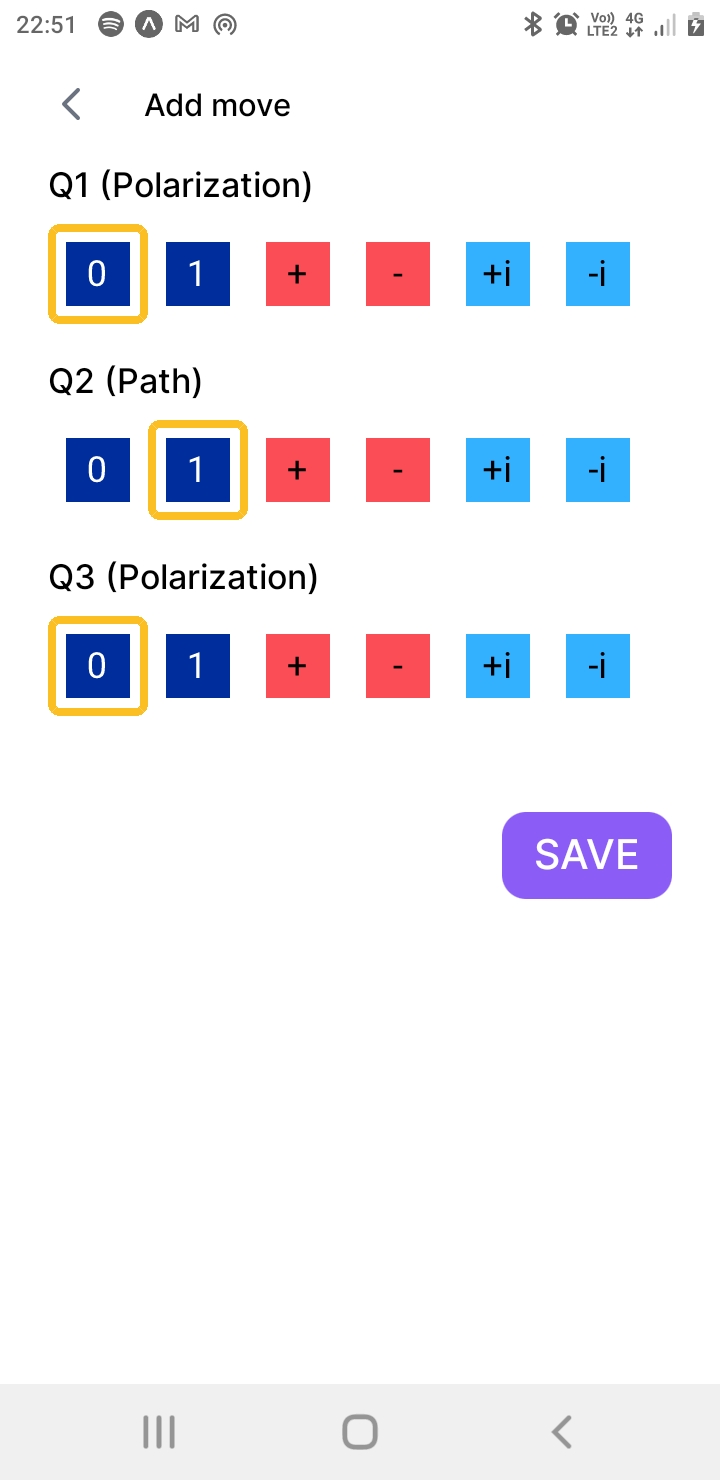 22:51 Vo)) LTE2 4G
Add move
Q1 (Polarization)
0 1 + - +i -i
Q2 (Path)
0 1 + - +i -i
Q3 (Polarization)
0 1 + - +i -i
SAVE